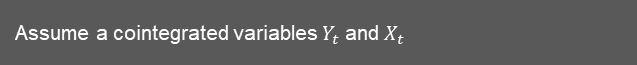 Assume a cointegrated variables Y_t and X_t